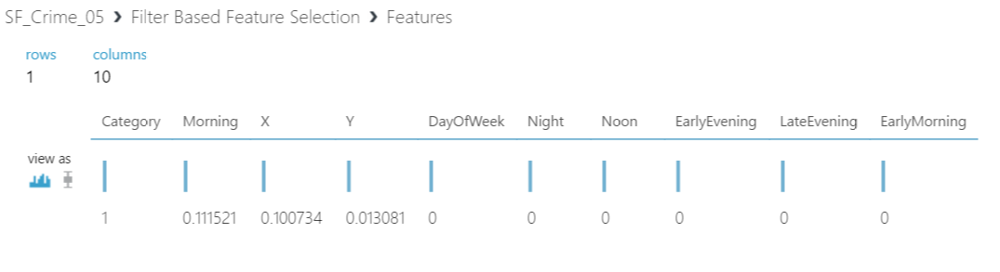 SF_Crime_05 ❯ Filter Based Feature Selection ❯ Features
rows columns
1 10
Category Morning X Y DayOfWeek Night Noon EarlyEvening LateEvening EarlyMorning
view as
1 0.111521 0.100734 0.013081 0 0 0 0 0 0